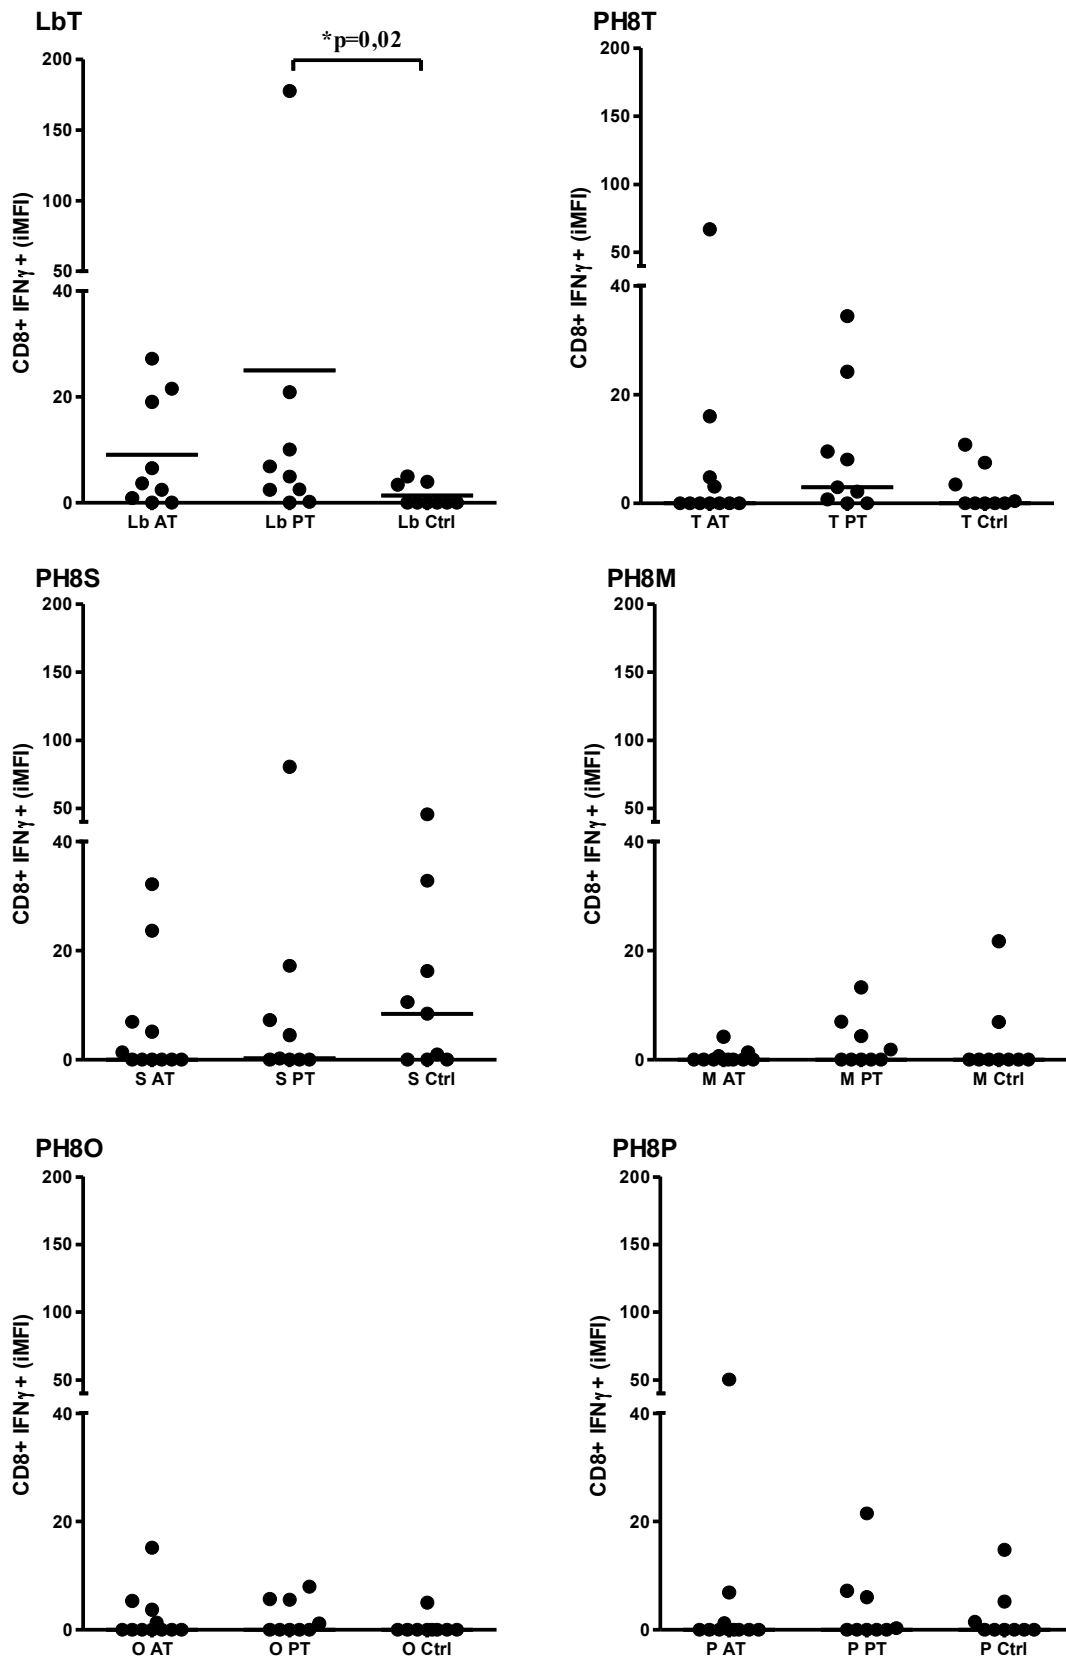 LbT
*p=0,02
200
150
100
50
40
20
0
CD8+ IFNγ+ (iMFI)
Lb AT Lb PT Lb Ctrl
PH8T
200
150
100
50
40
20
0
CD8+ IFNγ+ (iMFI)
T AT T PT T Ctrl
PH8S
200
150
100
50
40
20
0
CD8+ IFNγ+ (iMFI)
S AT S PT S Ctrl
PH8M
200
150
100
50
40
20
0
CD8+ IFNγ+ (iMFI)
M AT M PT M Ctrl
PH8O
200
150
100
50
40
20
0
CD8+ IFNγ+ (iMFI)
O AT O PT O Ctrl
PH8P
200
150
100
50
40
20
0
CD8+ IFNγ+ (iMFI)
P AT P PT P Ctrl